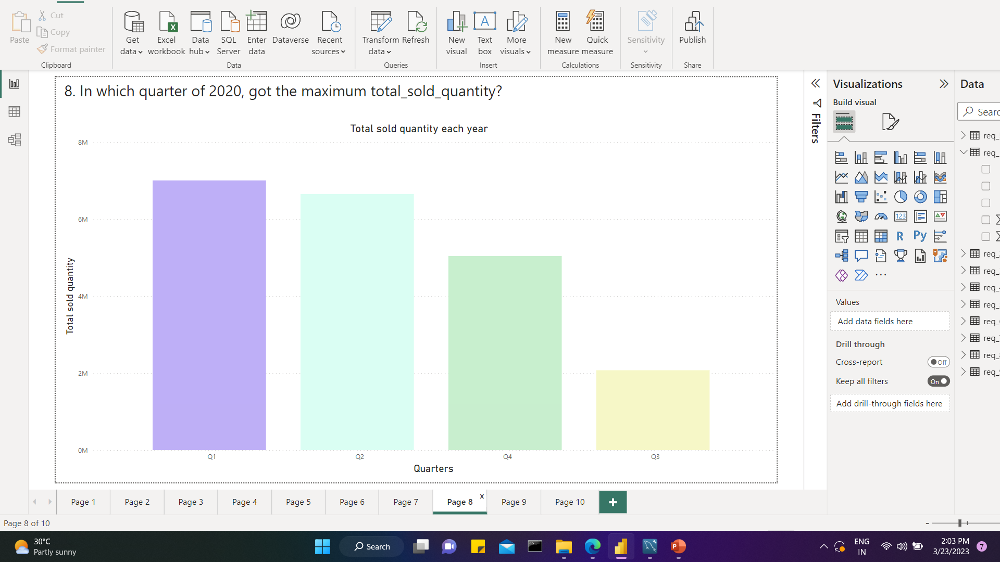 Paste
Cut
Copy
Format painter
Clipboard
Get data
Excel workbook
Data hub
SQL Server
Enter data
Dataverse
Recent sources
Data
Transform data
Refresh
Queries
New visual
Text box
More visuals
Insert
New measure
Quick measure
Calculations
Sensitivity
Sensitivity
Publish
Share
8. In which quarter of 2020, got the maximum total_sold_quantity?
Total sold quantity each year
8M
6M
4M
2M
0M
Total sold quantity
Q1
Q2
Q4
Q3
Quarters
Filters
Visualizations
Build visual
123
R
Py
Values
Add data fields here
Drill through
Cross-report
Off
Keep all filters
On
Add drill-through fields here
Data
Searc
req_
req_
req_
req_
req_
req_
req_
req_
req_
req_
Page 1
Page 2
Page 3
Page 4
Page 5
Page 6
Page 7
Page 8
x
Page 9
Page 10
+
Page 8 of 10
30°C
Partly sunny
Search
ENG
IN
2:03 PM
3/23/2023
7